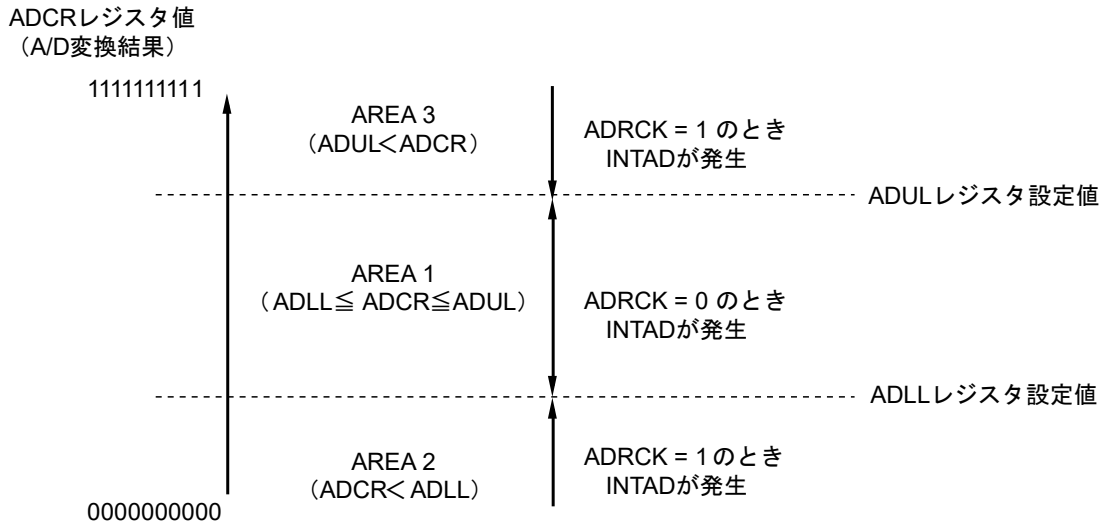 ADCRレジスタ値
（A/D変換結果）
1111111111
AREA 3
（ADUL＜ADCR）
ADRCK = 1 のとき
INTADが発生
ADULレジスタ設定値
AREA 1
（ADLL≦ ADCR≦ADUL）
ADRCK = 0 のとき
INTADが発生
ADLLレジスタ設定値
AREA 2
（ADCR＜ ADLL）
ADRCK = 1のとき
INTADが発生
0000000000